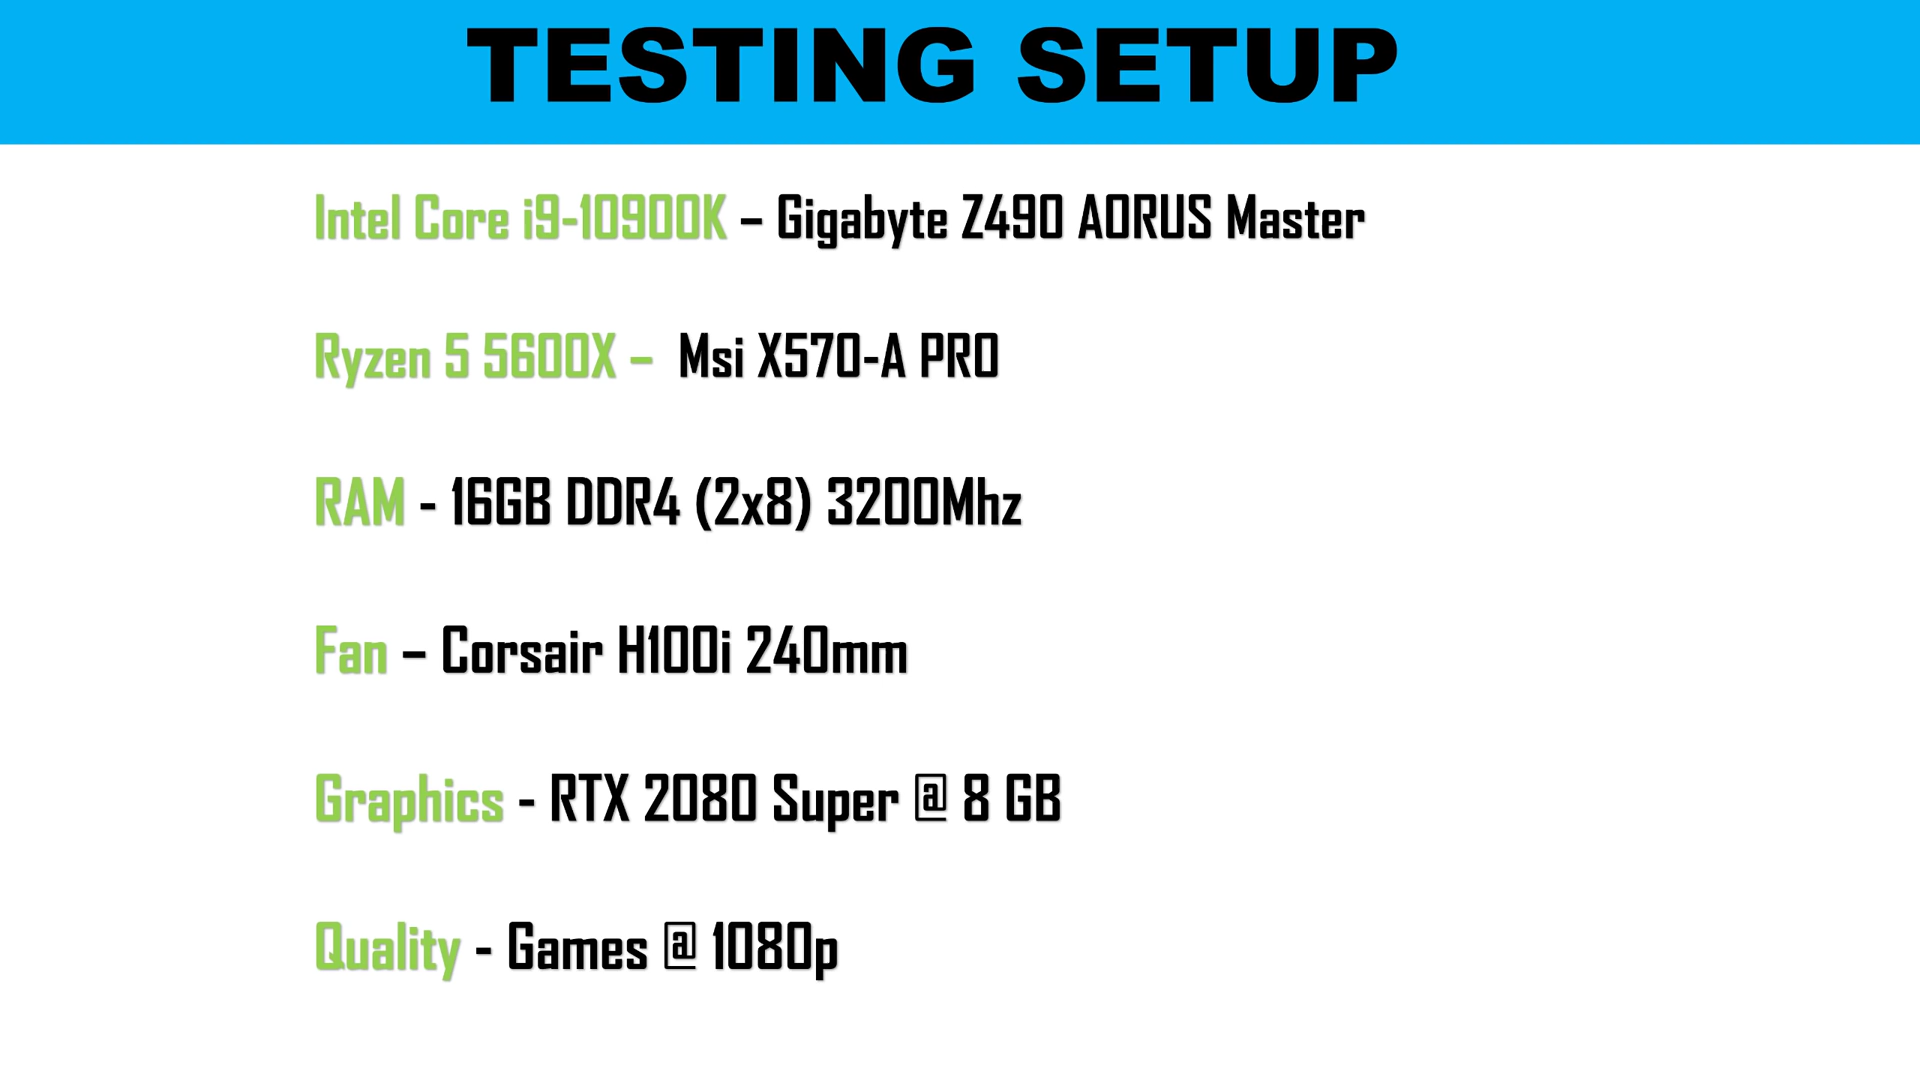 TESTING SETUP
Intel Core i9-10900K – Gigabyte Z490 AORUS Master
Ryzen 5 5600X – Msi X570-A PRO
RAM - 16GB DDR4 (2x8) 3200Mhz
Fan – Corsair H100i 240mm
Graphics - RTX 2080 Super @ 8 GB
Quality - Games @ 1080p